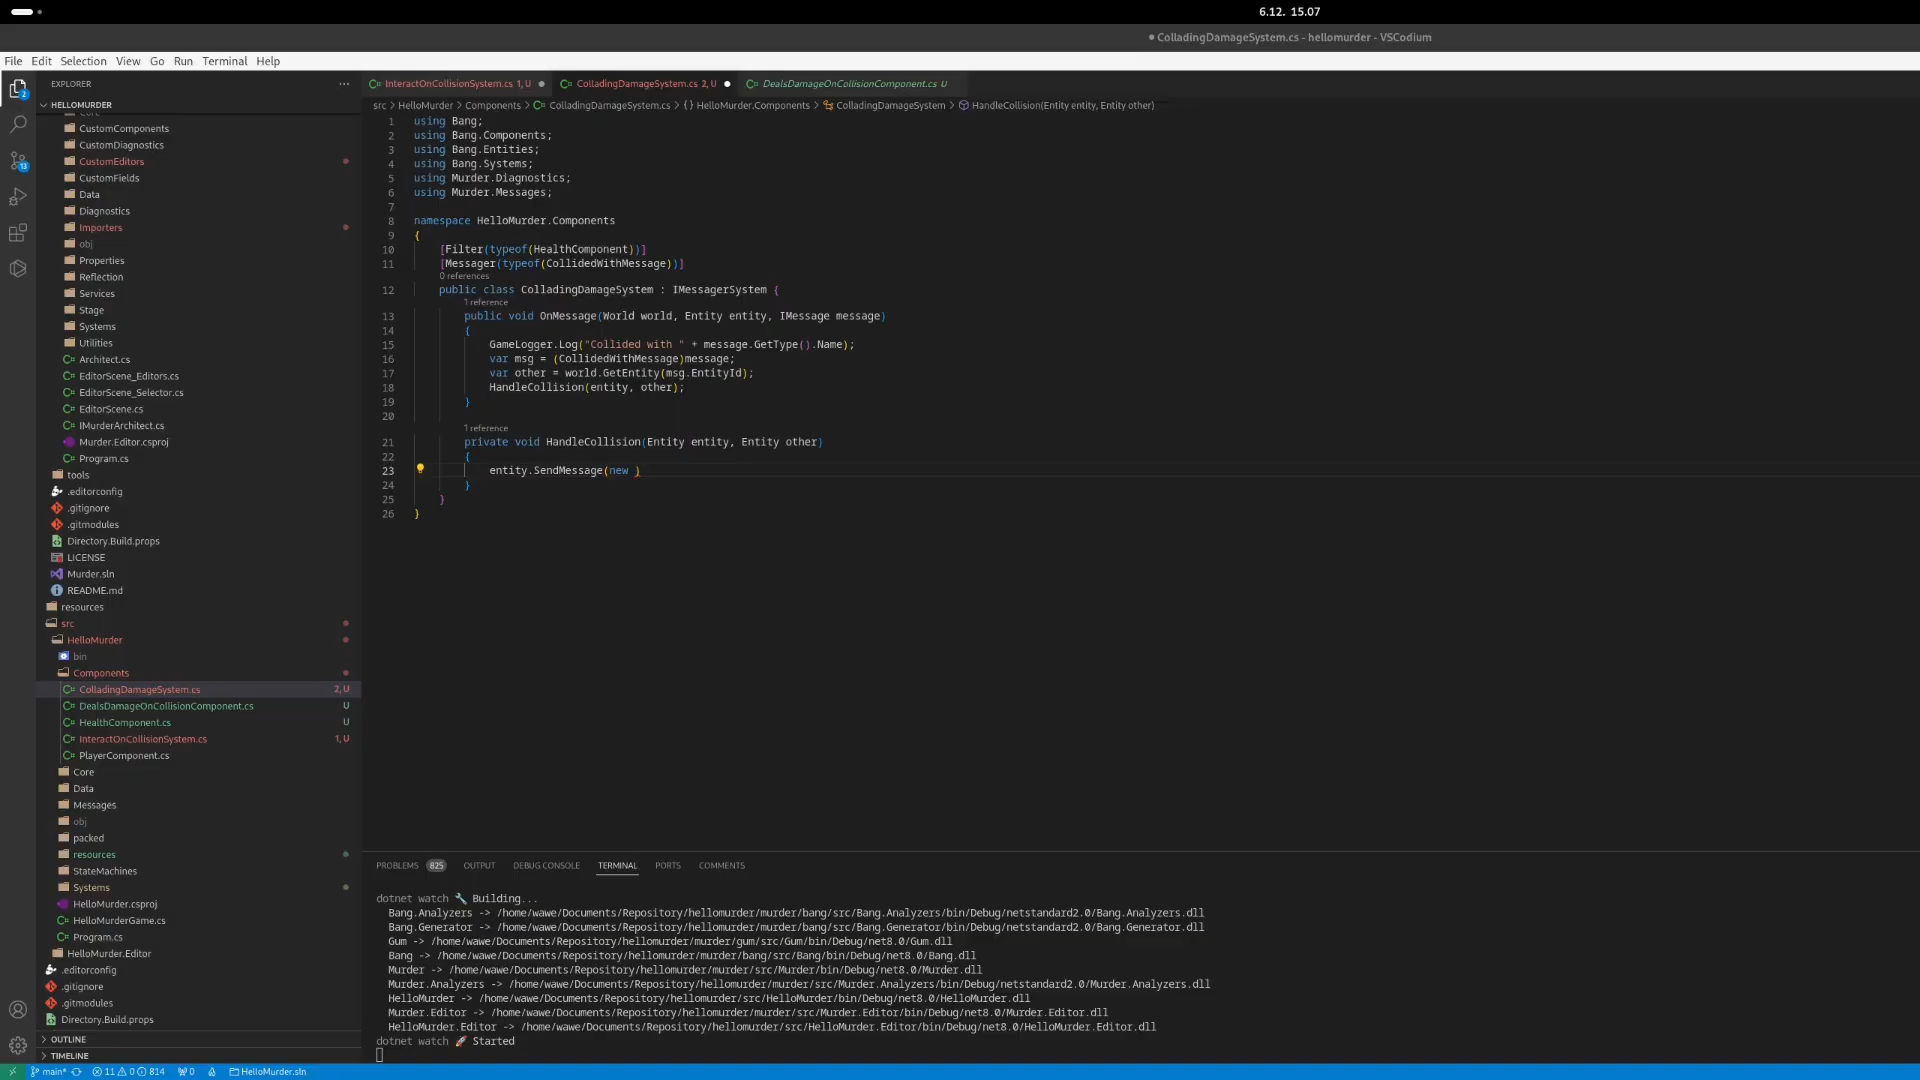 6.12. 15.07
● ColladingDamageSystem.cs - hellomurder - VSCodium
File Edit Selection View Go Run Terminal Help
EXPLORER
HELLOMURDER
Core
CustomComponents
CustomDiagnostics
CustomEditors
CustomFields
Data
Diagnostics
Importers
obj
Properties
Reflection
Services
Stage
Systems
Utilities
Architect.cs
EditorScene_Editors.cs
EditorScene_Selector.cs
EditorScene.cs
IMurderArchitect.cs
Murder.Editor.csproj
Program.cs
tools
.editorconfig
.gitignore
.gitmodules
Directory.Build.props
LICENSE
Murder.sln
README.md
resources
src
HelloMurder
bin
Components
ColladingDamageSystem.cs 2, U
DealsDamageOnCollisionComponent.cs U
HealthComponent.cs U
InteractOnCollisionSystem.cs 1, U
PlayerComponent.cs
Core
Data
Messages
obj
packed
resources
StateMachines
Systems
HelloMurder.csproj
HelloMurderGame.cs
Program.cs
HelloMurder.Editor
.editorconfig
.gitignore
.gitmodules
Directory.Build.props
OUTLINE
TIMELINE
2
13
InteractOnCollisionSystem.cs 1, U ColladingDamageSystem.cs 2, U DealsDamageOnCollisionComponent.cs U
src > HelloMurder > Components > ColladingDamageSystem.cs > {} HelloMurder.Components > ColladingDamageSystem > HandleCollision(Entity entity, Entity other)
1 using Bang;
2 using Bang.Components;
3 using Bang.Entities;
4 using Bang.Systems;
5 using Murder.Diagnostics;
6 using Murder.Messages;
7
8 namespace HelloMurder.Components
9 {
10 [Filter(typeof(HealthComponent))]
11 [Messager(typeof(CollidedWithMessage))]
0 references
12 public class ColladingDamageSystem : IMessagerSystem {
1 reference
13 public void OnMessage(World world, Entity entity, IMessage message)
14 {
15 GameLogger.Log("Collided with " + message.GetType().Name);
16 var msg = (CollidedWithMessage)message;
17 var other = world.GetEntity(msg.EntityId);
18 HandleCollision(entity, other);
19 }
20
1 reference
21 private void HandleCollision(Entity entity, Entity other)
22 {
23 entity.SendMessage(new )
24 }
25 }
26 }
PROBLEMS 825 OUTPUT DEBUG CONSOLE TERMINAL PORTS COMMENTS
dotnet watch 🔧 Building...
Bang.Analyzers -> /home/wawe/Documents/Repository/hellomurder/murder/bang/src/Bang.Analyzers/bin/Debug/netstandard2.0/Bang.Analyzers.dll
Bang.Generator -> /home/wawe/Documents/Repository/hellomurder/murder/bang/src/Bang.Generator/bin/Debug/netstandard2.0/Bang.Generator.dll
Gum -> /home/wawe/Documents/Repository/hellomurder/murder/gum/src/Gum/bin/Debug/net8.0/Gum.dll
Bang -> /home/wawe/Documents/Repository/hellomurder/murder/bang/src/Bang/bin/Debug/net8.0/Bang.dll
Murder -> /home/wawe/Documents/Repository/hellomurder/murder/src/Murder/bin/Debug/net8.0/Murder.dll
Murder.Analyzers -> /home/wawe/Documents/Repository/hellomurder/murder/src/Murder.Analyzers/bin/Debug/netstandard2.0/Murder.Analyzers.dll
HelloMurder -> /home/wawe/Documents/Repository/hellomurder/src/HelloMurder/bin/Debug/net8.0/HelloMurder.dll
Murder.Editor -> /home/wawe/Documents/Repository/hellomurder/murder/src/Murder.Editor/bin/Debug/net8.0/Murder.Editor.dll
HelloMurder.Editor -> /home/wawe/Documents/Repository/hellomurder/src/HelloMurder.Editor/bin/Debug/net8.0/HelloMurder.Editor.dll
dotnet watch 🚀 Started
main* 11 0 814 0 HelloMurder.sln